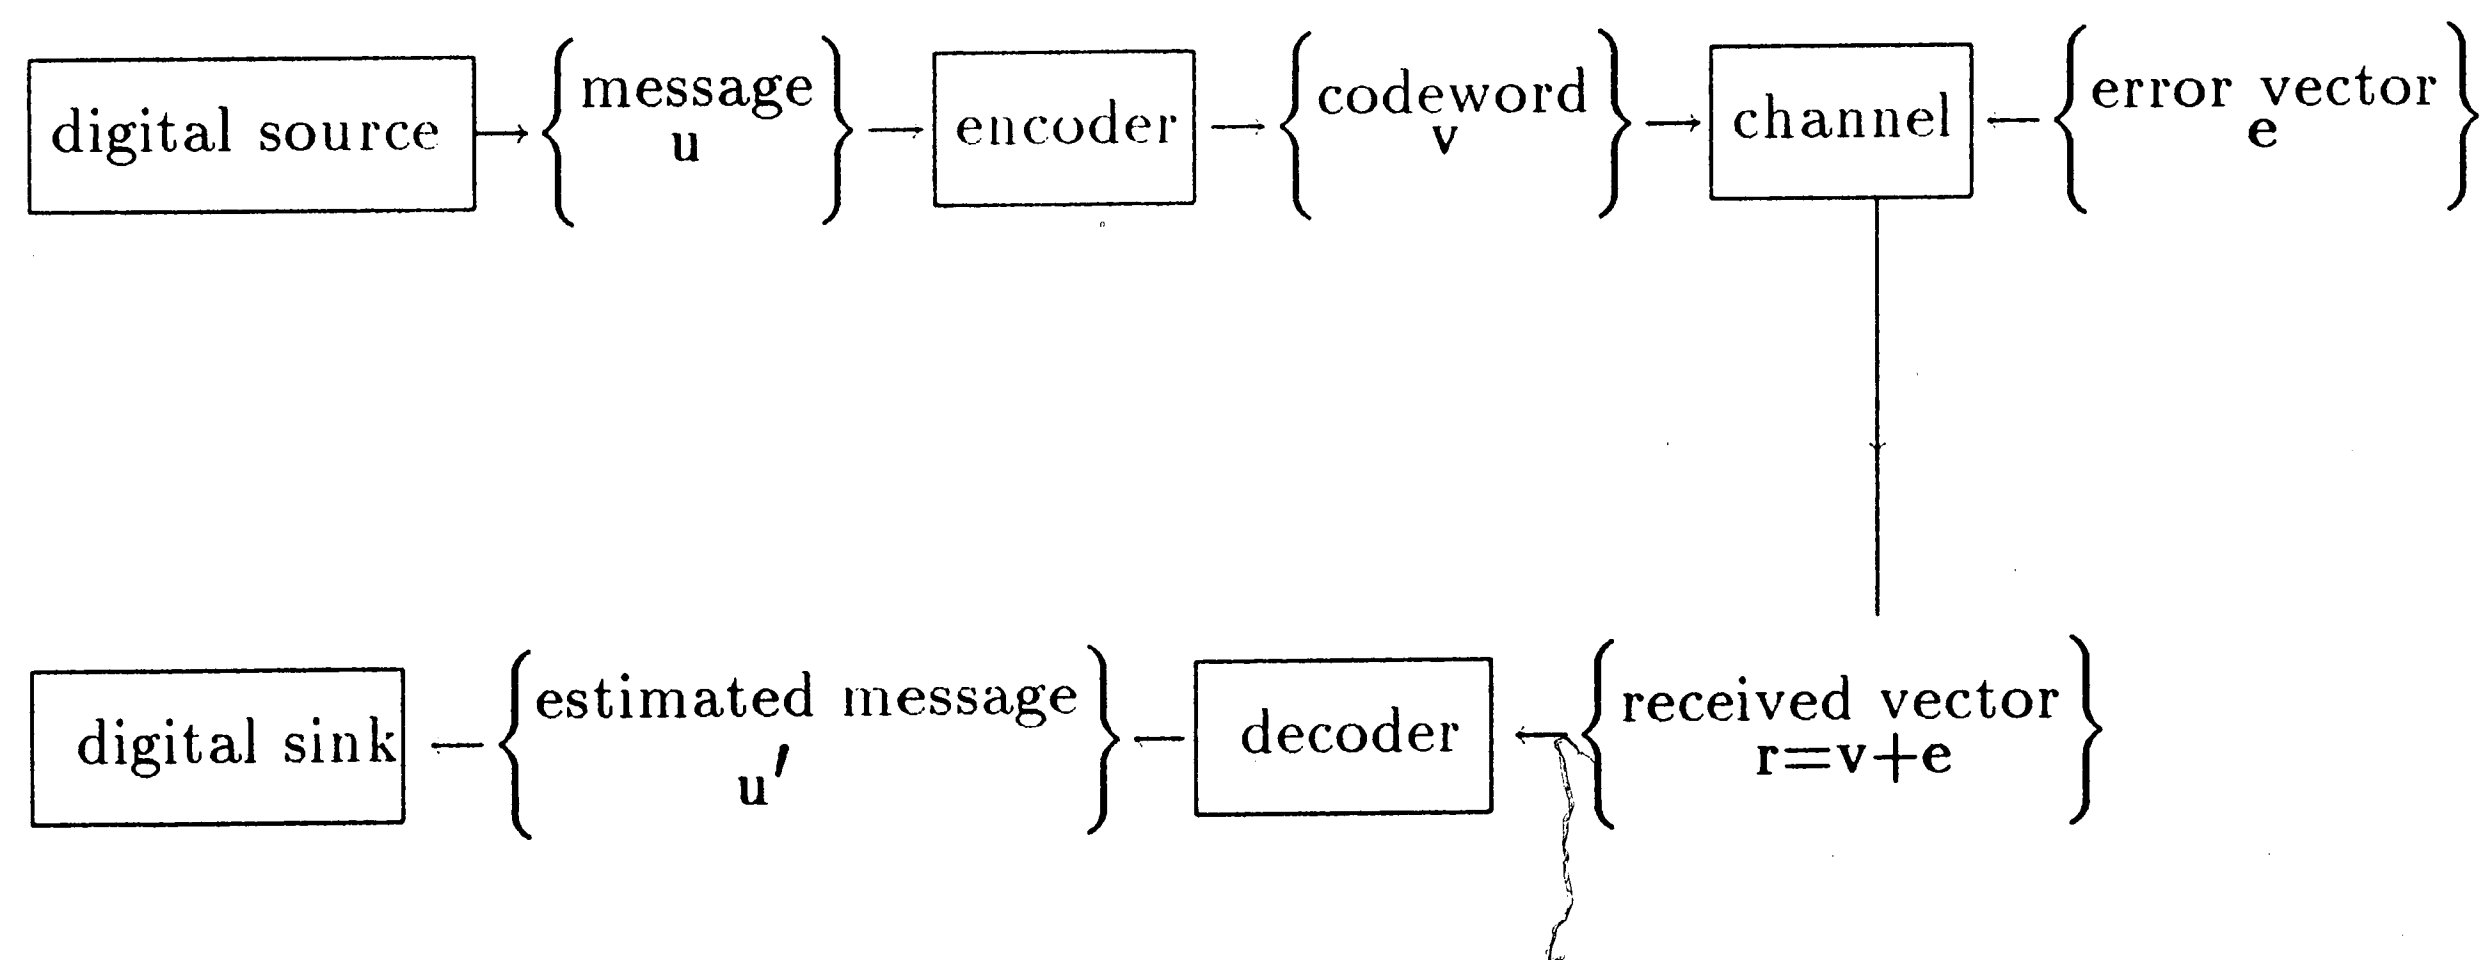 digital source
message
u
encoder
codeword
v
channel
error vector
e
digital sink
estimated message
u′
decoder
received vector
r=v+e